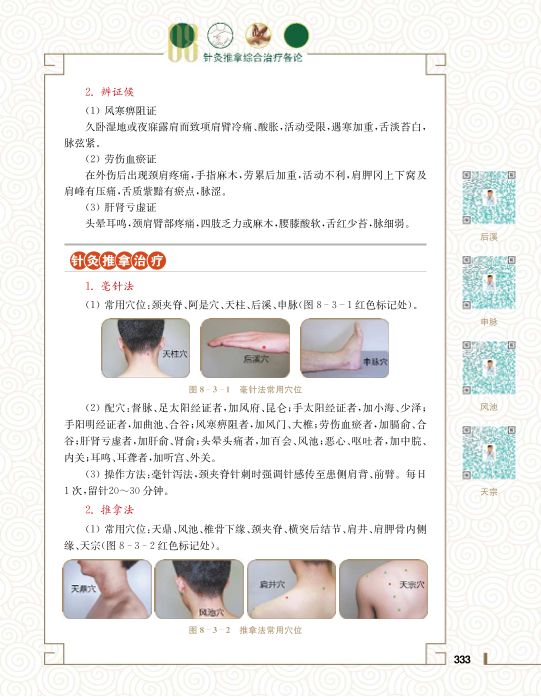 08
针灸推拿综合治疗各论
2. 辨证候
(1) 风寒痹阻证
久卧湿地或夜寐露肩而致项肩臂冷痛、酸胀,活动受限,遇寒加重,舌淡苔白,
脉弦紧。
(2) 劳伤血瘀证
在外伤后出现颈肩疼痛,手指麻木,劳累后加重,活动不利,肩胛冈上下窝及
肩峰有压痛,舌质紫黯有瘀点,脉涩。
(3) 肝肾亏虚证
头晕耳鸣,颈肩臂部疼痛,四肢乏力或麻木,腰膝酸软,舌红少苔,脉细弱。
针灸推拿治疗
1. 毫针法
(1) 常用穴位:颈夹脊、阿是穴、天柱、后溪、申脉(图 8-3-1 红色标记处)。
天柱穴
后溪穴
申脉穴
图 8-3-1 毫针法常用穴位
(2) 配穴:督脉、足太阳经证者,加风府、昆仑;手太阳经证者,加小海、少泽;
手阳明经证者,加曲池、合谷;风寒痹阻者,加风门、大椎;劳伤血瘀者,加膈俞、合
谷;肝肾亏虚者,加肝俞、肾俞;头晕头痛者,加百会、风池;恶心、呕吐者,加中脘、
内关;耳鸣、耳聋者,加听宫、外关。
(3) 操作方法:毫针泻法,颈夹脊针刺时强调针感传至患侧肩背、前臂。每日
1 次,留针20~30 分钟。
2. 推拿法
(1) 常用穴位:天鼎、风池、椎骨下缘、颈夹脊、横突后结节、肩井、肩胛骨内侧
缘、天宗(图 8-3-2 红色标记处)。
天鼎穴
风池穴
肩井穴
天宗穴
图 8-3-2 推拿法常用穴位
后溪
申脉
风池
天宗
333